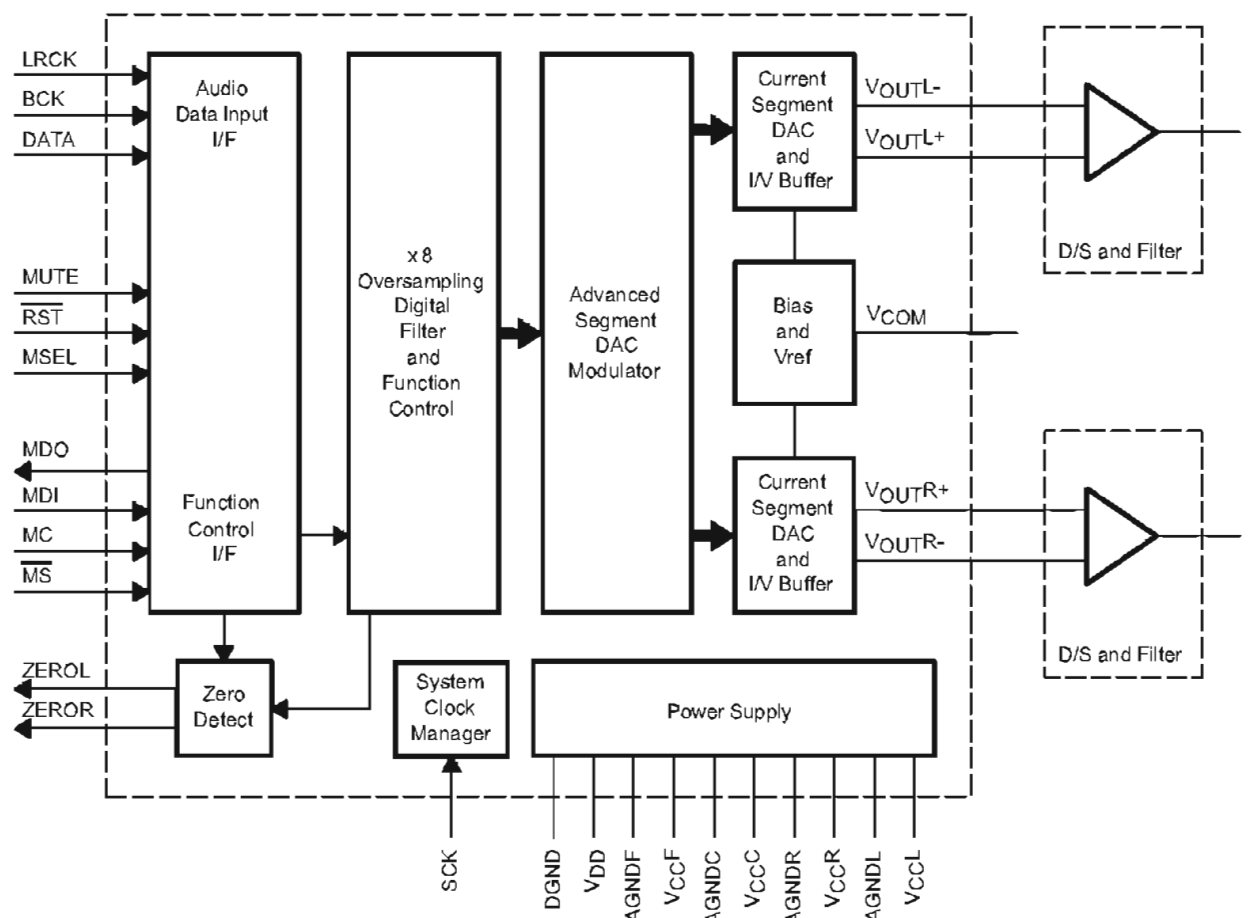 LRCK
BCK
DATA
MUTE
RST
MSEL
MDO
MDI
MC
MS
ZEROL
ZEROR
Audio
Data Input
I/F
Function
Control
I/F
x 8
Oversampling
Digital
Filter
and
Function
Control
Advanced
Segment
DAC
Modulator
Current
Segment
DAC
and
I/V Buffer
Bias
and
Vref
Current
Segment
DAC
and
I/V Buffer
VOUTL-
VOUTL+
VCOM
VOUTR+
VOUTR-
D/S and Filter
D/S and Filter
Zero
Detect
System
Clock
Manager
Power Supply
SCK
DGND
VDD
AGNDF
VCCF
AGNDC
VCCC
AGNDR
VCCR
AGNDL
VCCL